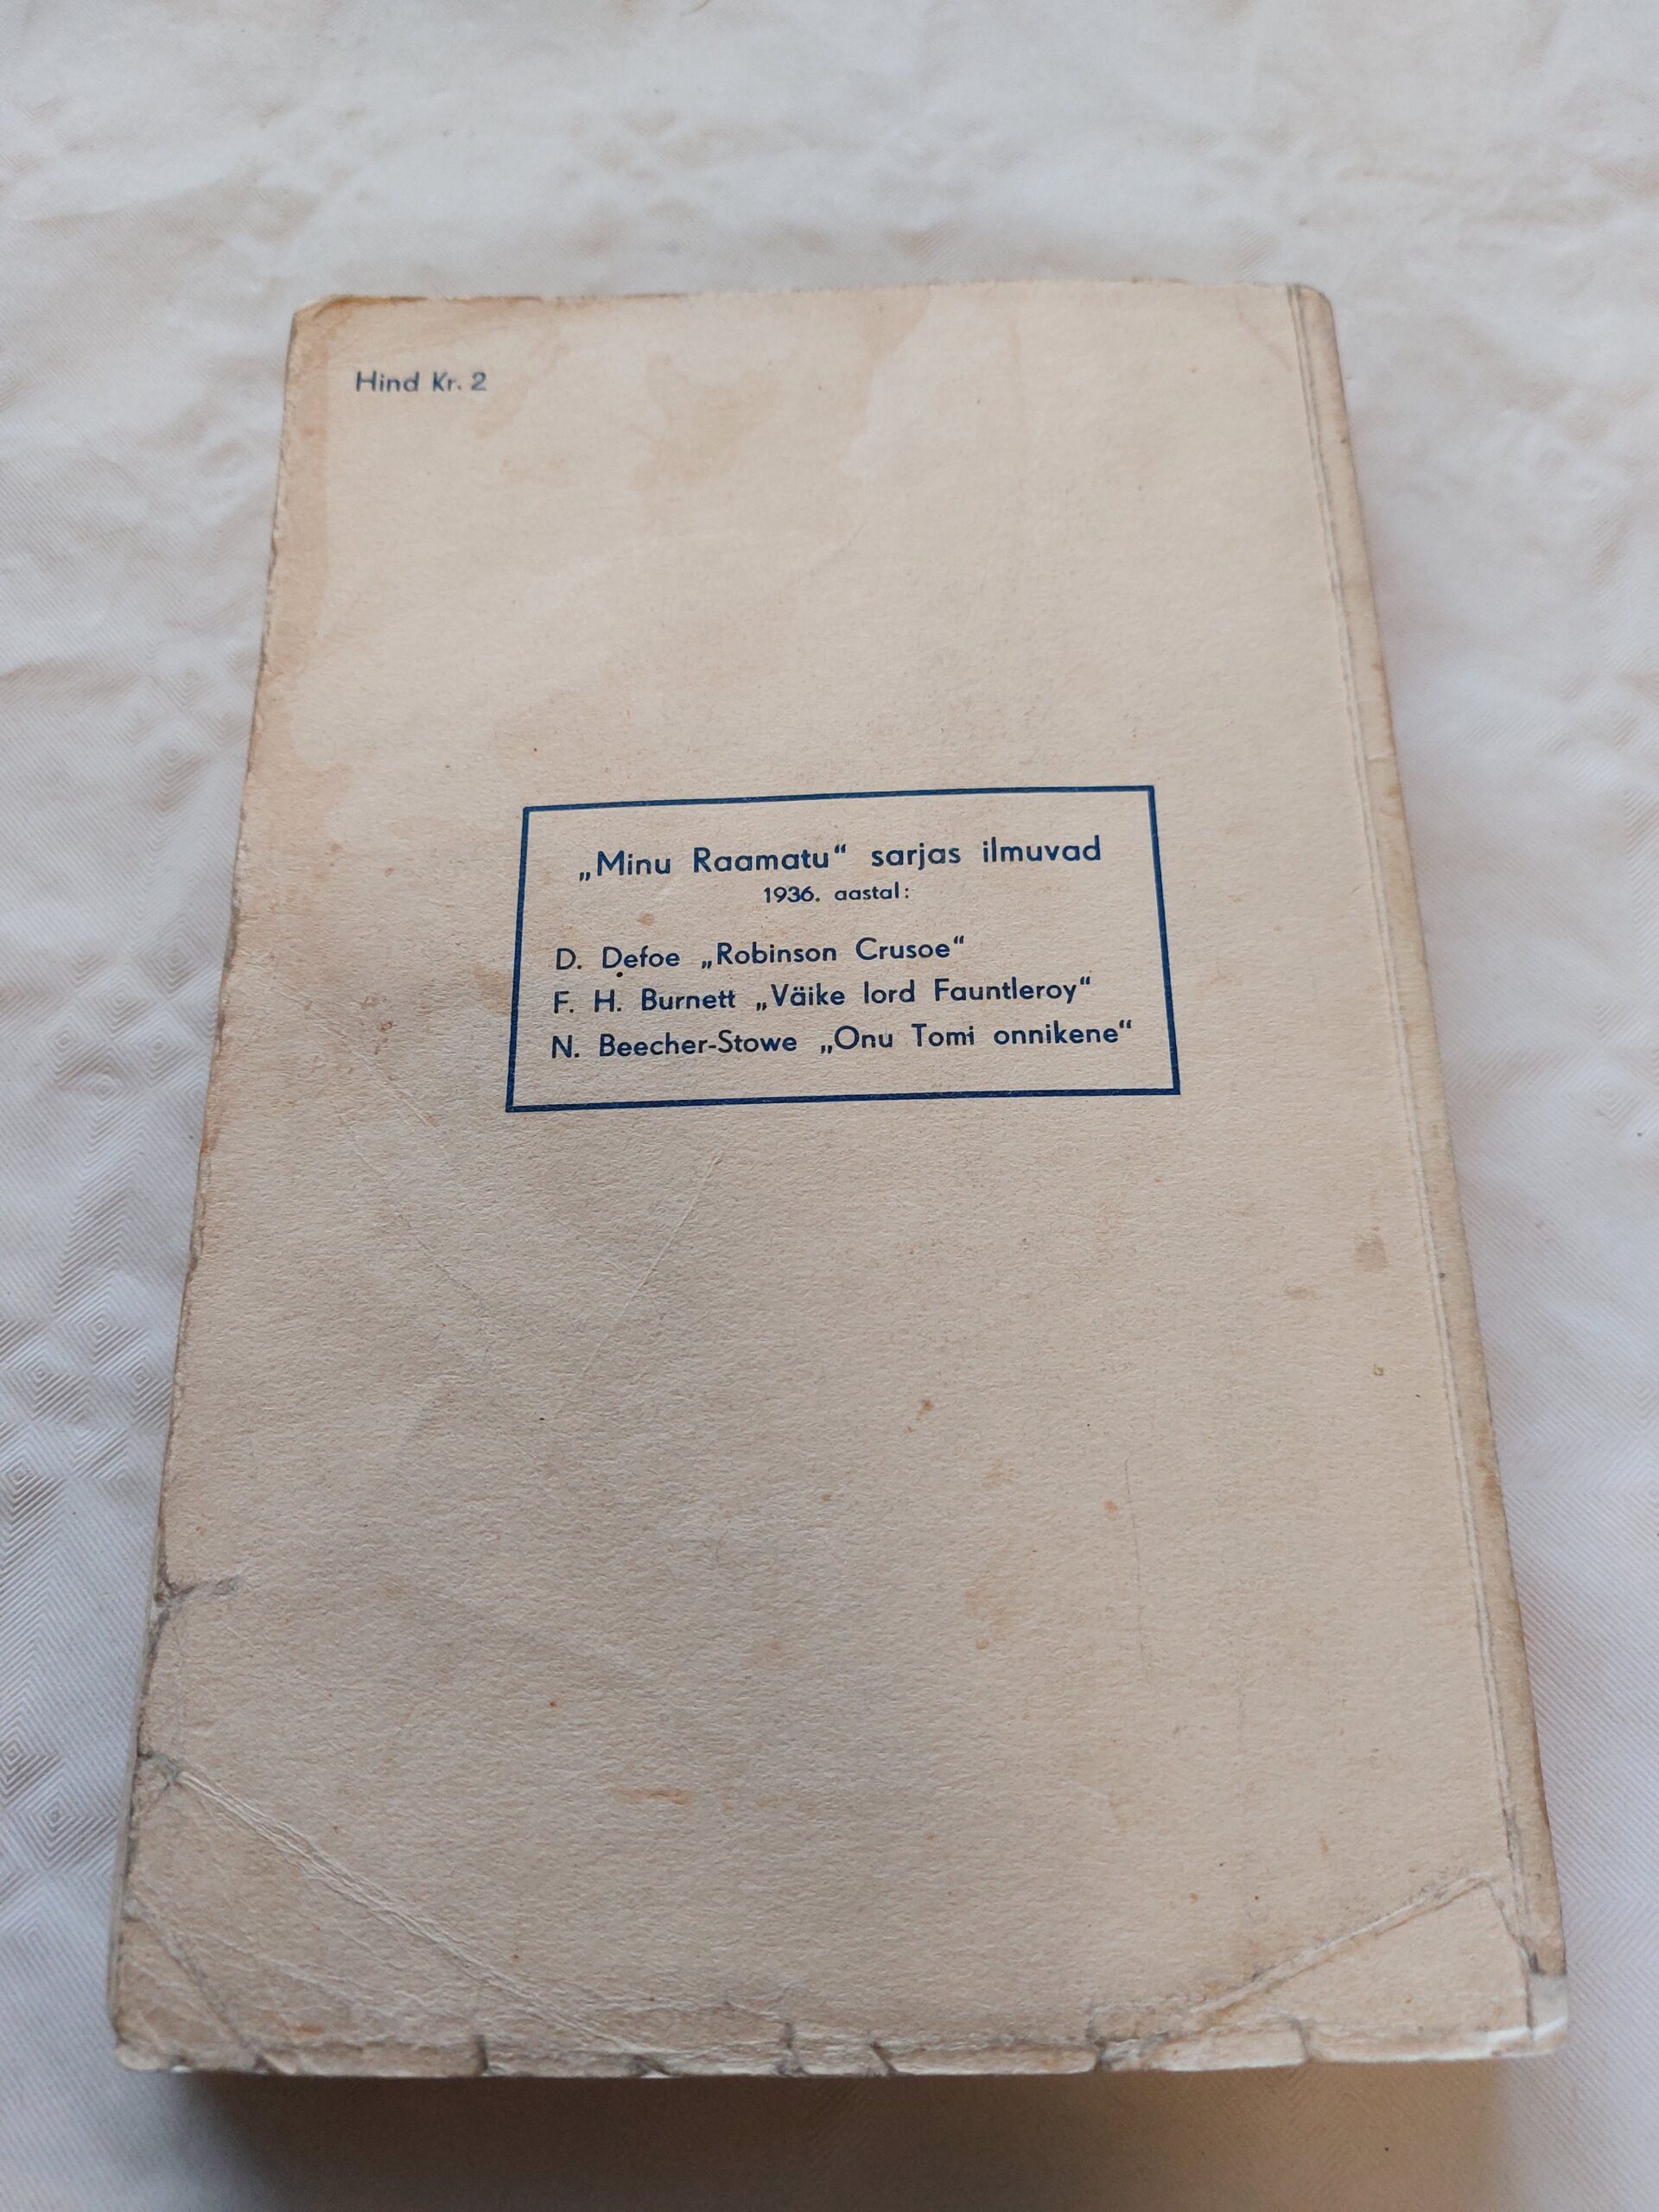 Hind Kr. 2
„Minu Raamatu“ sarjas ilmuvad
1936. aastal:
D. Defoe „Robinson Crusoe“
F. H. Burnett „Väike lord Fauntleroy“
N. Beecher-Stowe „Onu Tomi onnikene“